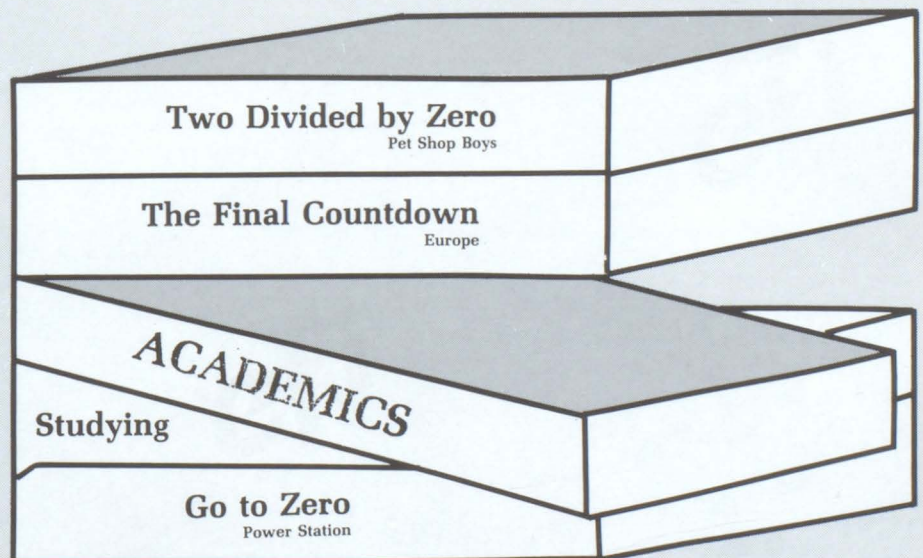 Two Divided by Zero
Pet Shop Boys
The Final Countdown
Europe
ACADEMICS
Studying
Go to Zero
Power Station